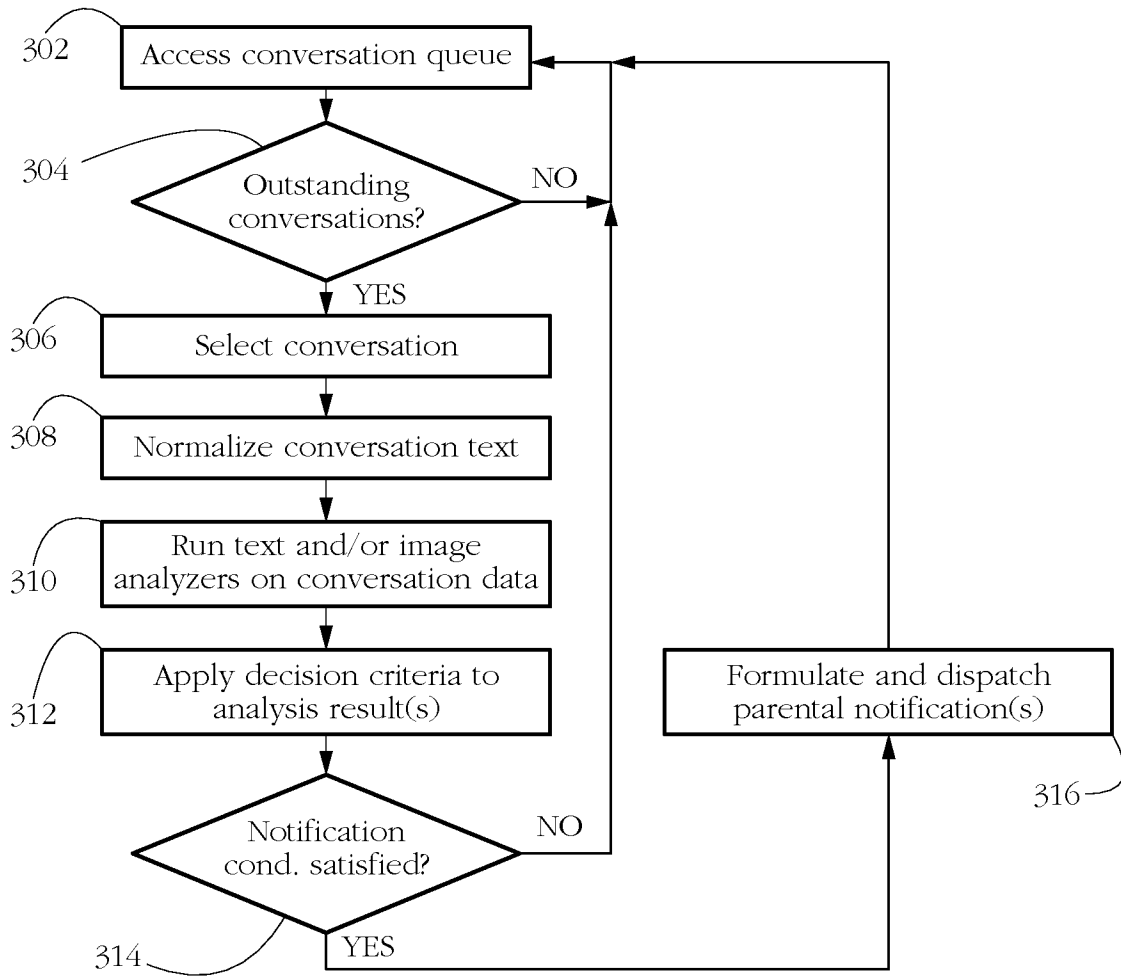 302
Access conversation queue
304
Outstanding
conversations?
NO
YES
306
Select conversation
308
Normalize conversation text
310
Run text and/or image
analyzers on conversation data
312
Apply decision criteria to
analysis result(s)
Formulate and dispatch
parental notification(s)
316
Notification
cond. satisfied?
NO
314
YES